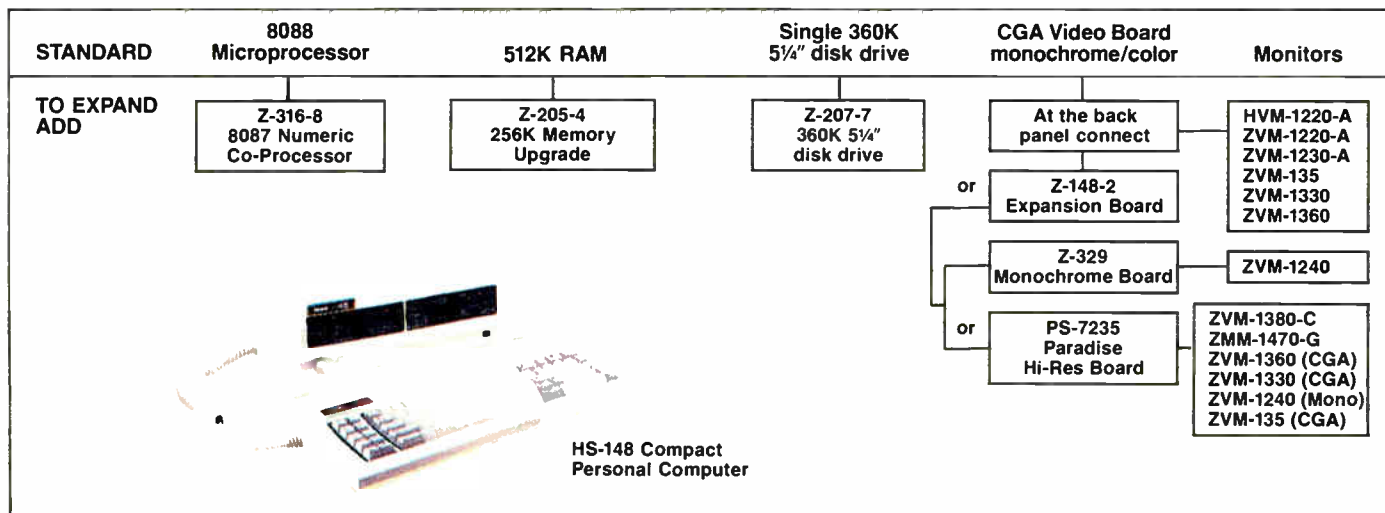 STANDARD
8088
Microprocessor
512K RAM
Single 360K
5¼" disk drive
CGA Video Board
monochrome/color
Monitors
TO EXPAND
ADD
Z-316-8
8087 Numeric
Co-Processor
Z-205-4
256K Memory
Upgrade
Z-207-7
360K 5¼"
disk drive
At the back
panel connect
HVM-1220-A
ZVM-1220-A
ZVM-1230-A
ZVM-135
ZVM-1330
ZVM-1360
or
Z-148-2
Expansion Board
Z-329
Monochrome Board
ZVM-1240
or
PS-7235
Paradise
Hi-Res Board
ZVM-1380-C
ZMM-1470-G
ZVM-1360 (CGA)
ZVM-1330 (CGA)
ZVM-1240 (Mono)
ZVM-135 (CGA)
HS-148 Compact
Personal Computer